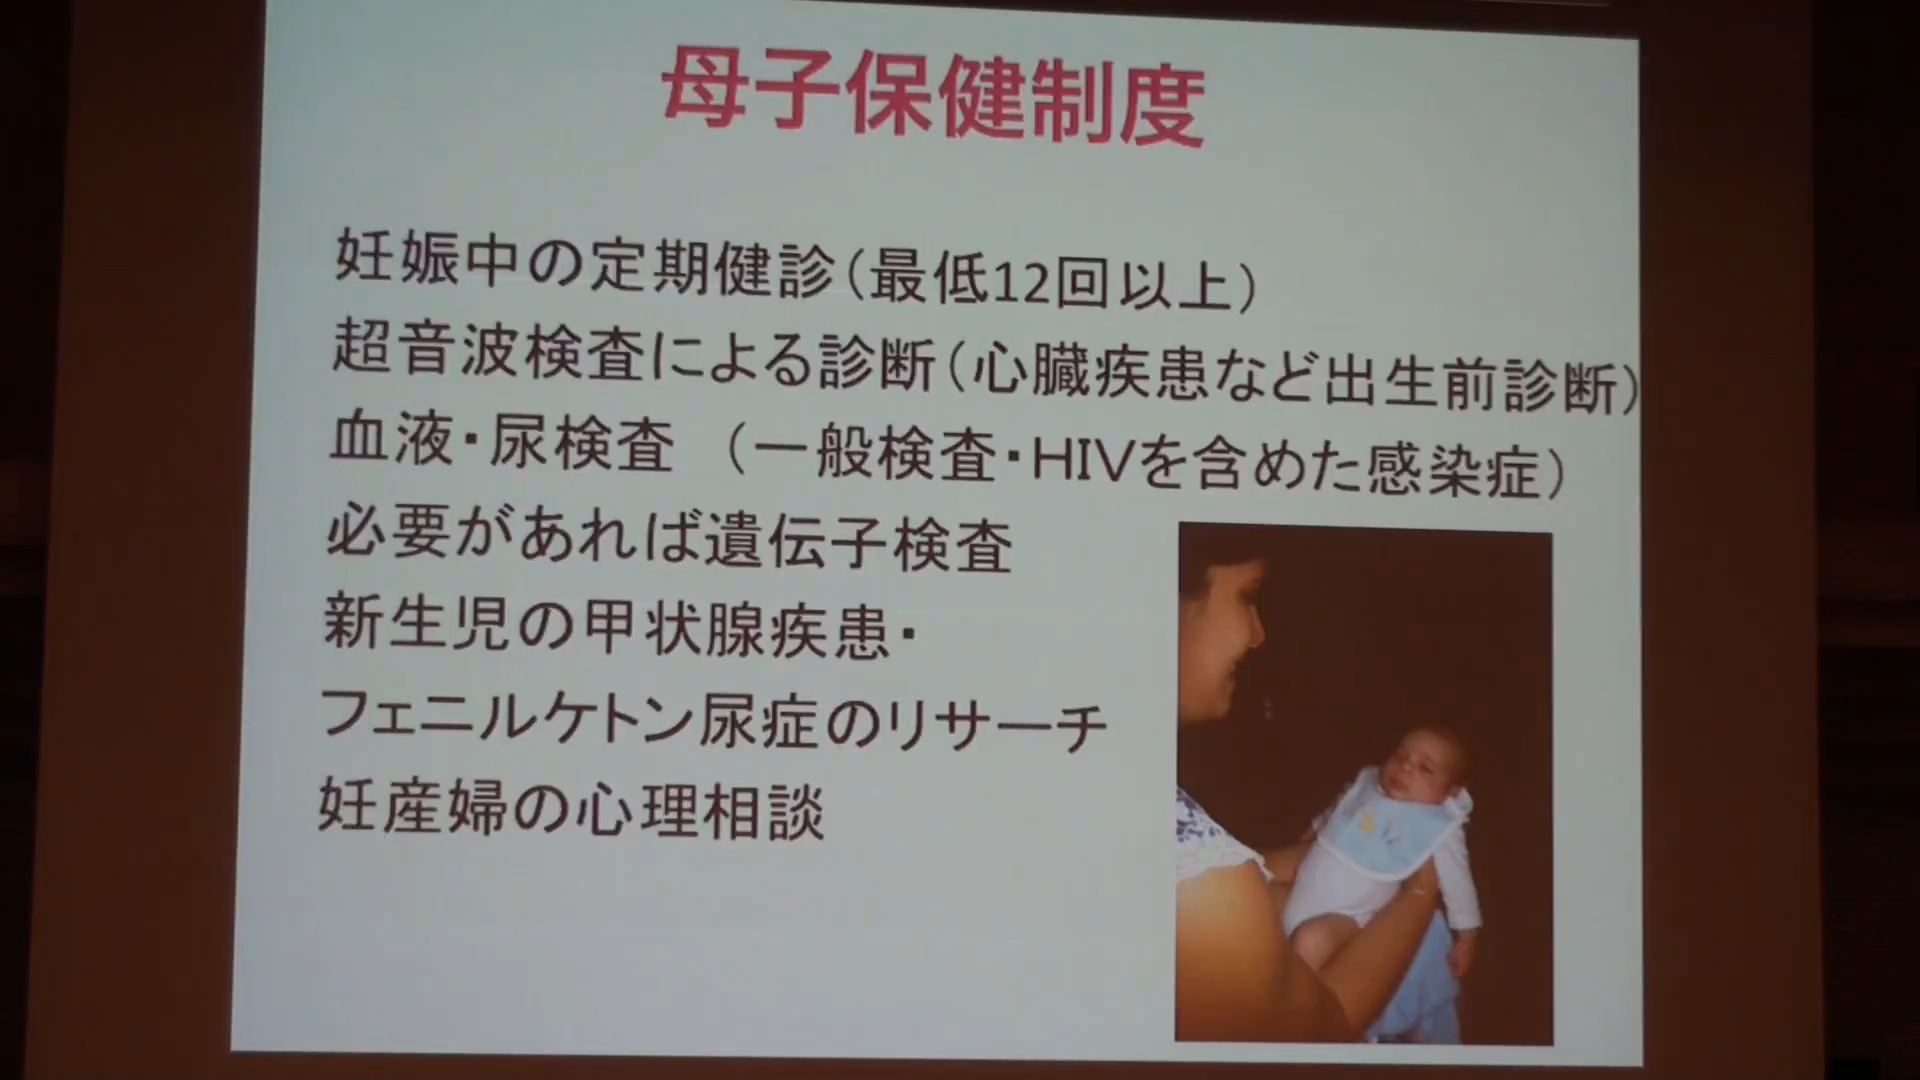 母子保健制度
妊娠中の定期健診（最低12回以上）
超音波検査による診断（心臓疾患など出生前診断）
血液・尿検査　（一般検査・HIVを含めた感染症）
必要があれば遺伝子検査
新生児の甲状腺疾患・
フェニルケトン尿症のリサーチ
妊産婦の心理相談